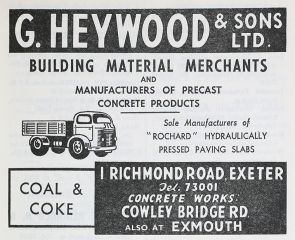 G. HEYWOOD & SONS LTD.
BUILDING MATERIAL MERCHANTS
AND
MANUFACTURERS OF PRECAST
CONCRETE PRODUCTS
Sole Manufacturers of
"ROCHARD" HYDRAULICALLY
PRESSED PAVING SLABS
COAL &
COKE
1 RICHMOND ROAD, EXETER
Tel. 73001
CONCRETE WORKS
COWLEY BRIDGE RD.
ALSO AT EXMOUTH